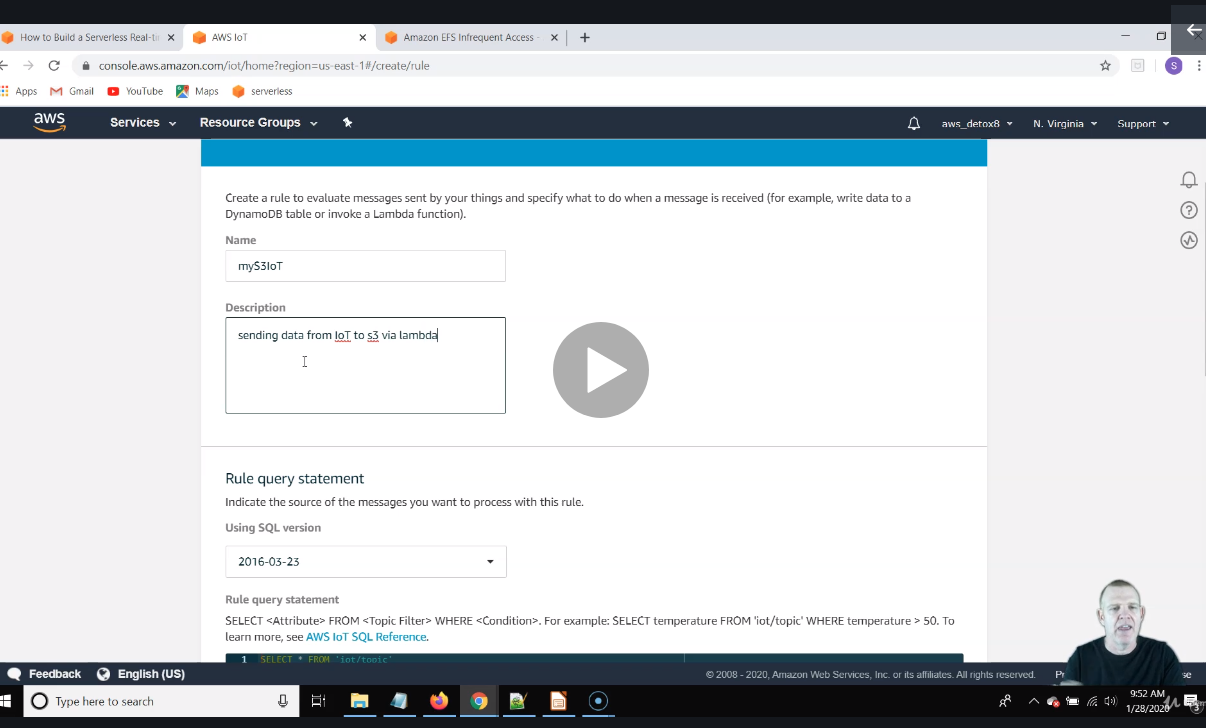 How to Build a Serverless Real-ti
AWS IoT
Amazon EFS Infrequent Access -
console.aws.amazon.com/iot/home?region=us-east-1#/create/rule
S
Apps Gmail YouTube Maps serverless
aws Services Resource Groups aws_detox8 N. Virginia Support
Create a rule to evaluate messages sent by your things and specify what to do when a message is received (for example, write data to a
DynamoDB table or invoke a Lambda function).
Name
myS3IoT
Description
sending data from IoT to s3 via lambda
Rule query statement
Indicate the source of the messages you want to process with this rule.
Using SQL version
2016-03-23
Rule query statement
SELECT <Attribute> FROM <Topic Filter> WHERE <Condition>. For example: SELECT temperature FROM 'iot/topic' WHERE temperature > 50. To
learn more, see AWS IoT SQL Reference.
1 SELECT * FROM 'iot/topic'
Feedback English (US) © 2008 - 2020, Amazon Web Services, Inc. or its affiliates. All rights reserved.
Type here to search
9:52 AM
1/28/2020
3